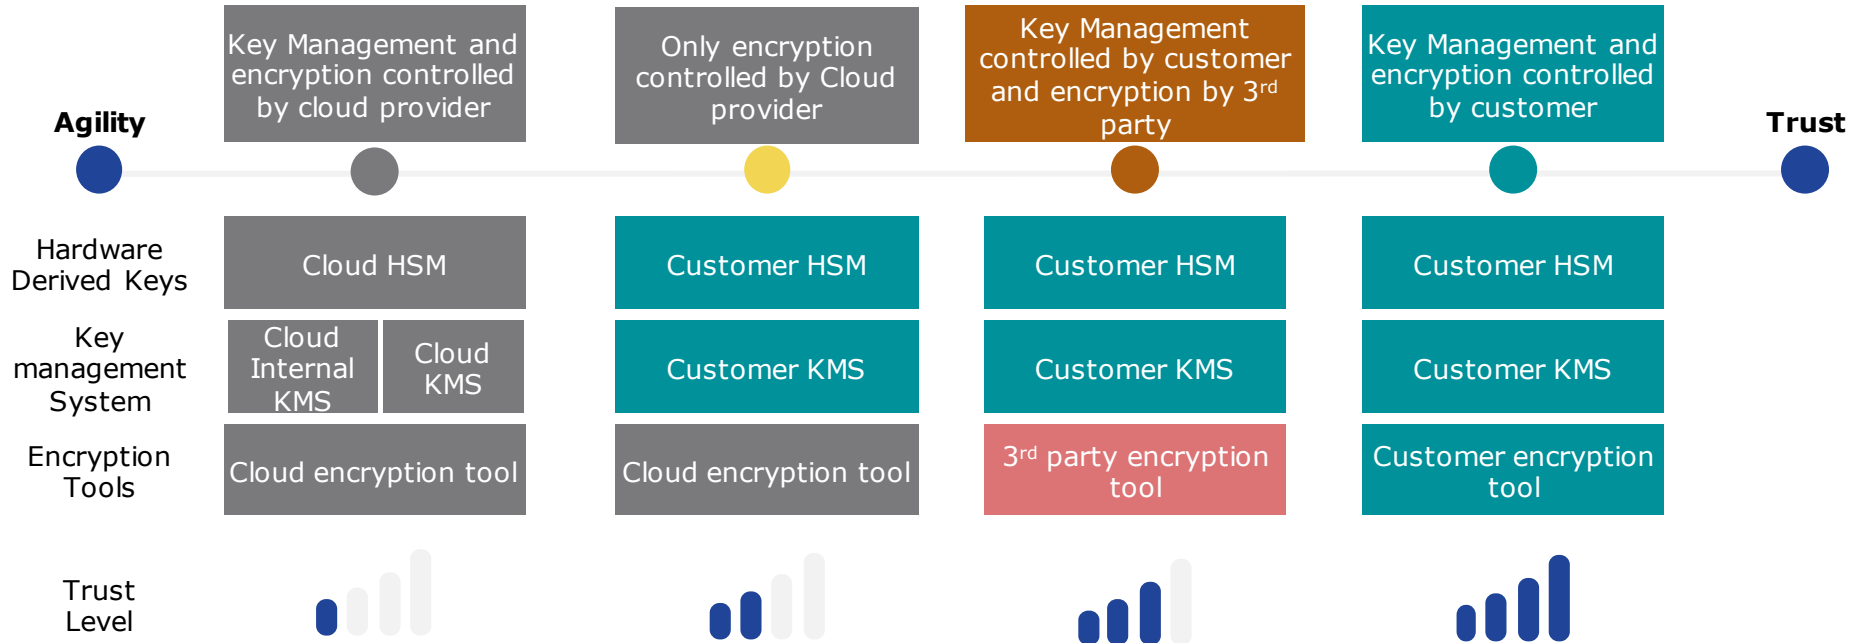 Key Management and
encryption controlled
by cloud provider
Only encryption
controlled by Cloud
provider
Key Management
controlled by customer
and encryption by 3rd
party
Key Management and
encryption controlled
by customer
Agility
Trust
Hardware
Derived Keys
Cloud HSM
Customer HSM
Customer HSM
Customer HSM
Key
management
System
Cloud
Internal
KMS
Cloud
KMS
Customer KMS
Customer KMS
Customer KMS
Encryption
Tools
Cloud encryption tool
Cloud encryption tool
3rd party encryption
tool
Customer encryption
tool
Trust
Level